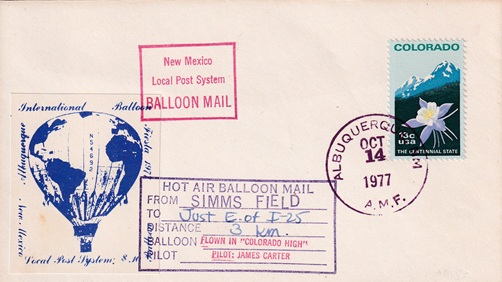 New Mexico
Local Post System
BALLOON MAIL
COLORADO
13c
usa
THE CENTENNIAL STATE
ALBUQUERQUE
OCT
14
1977
A.M.F.
International Balloon Fiesta
Albuquerque New Mexico
Local Post System;
HOT AIR BALLOON MAIL
FROM SIMMS FIELD
TO Just E. of I-25
DISTANCE 3 km.
BALLOON FLOWN IN "COLORADO HIGH"
PILOT PILOT: JAMES CARTER